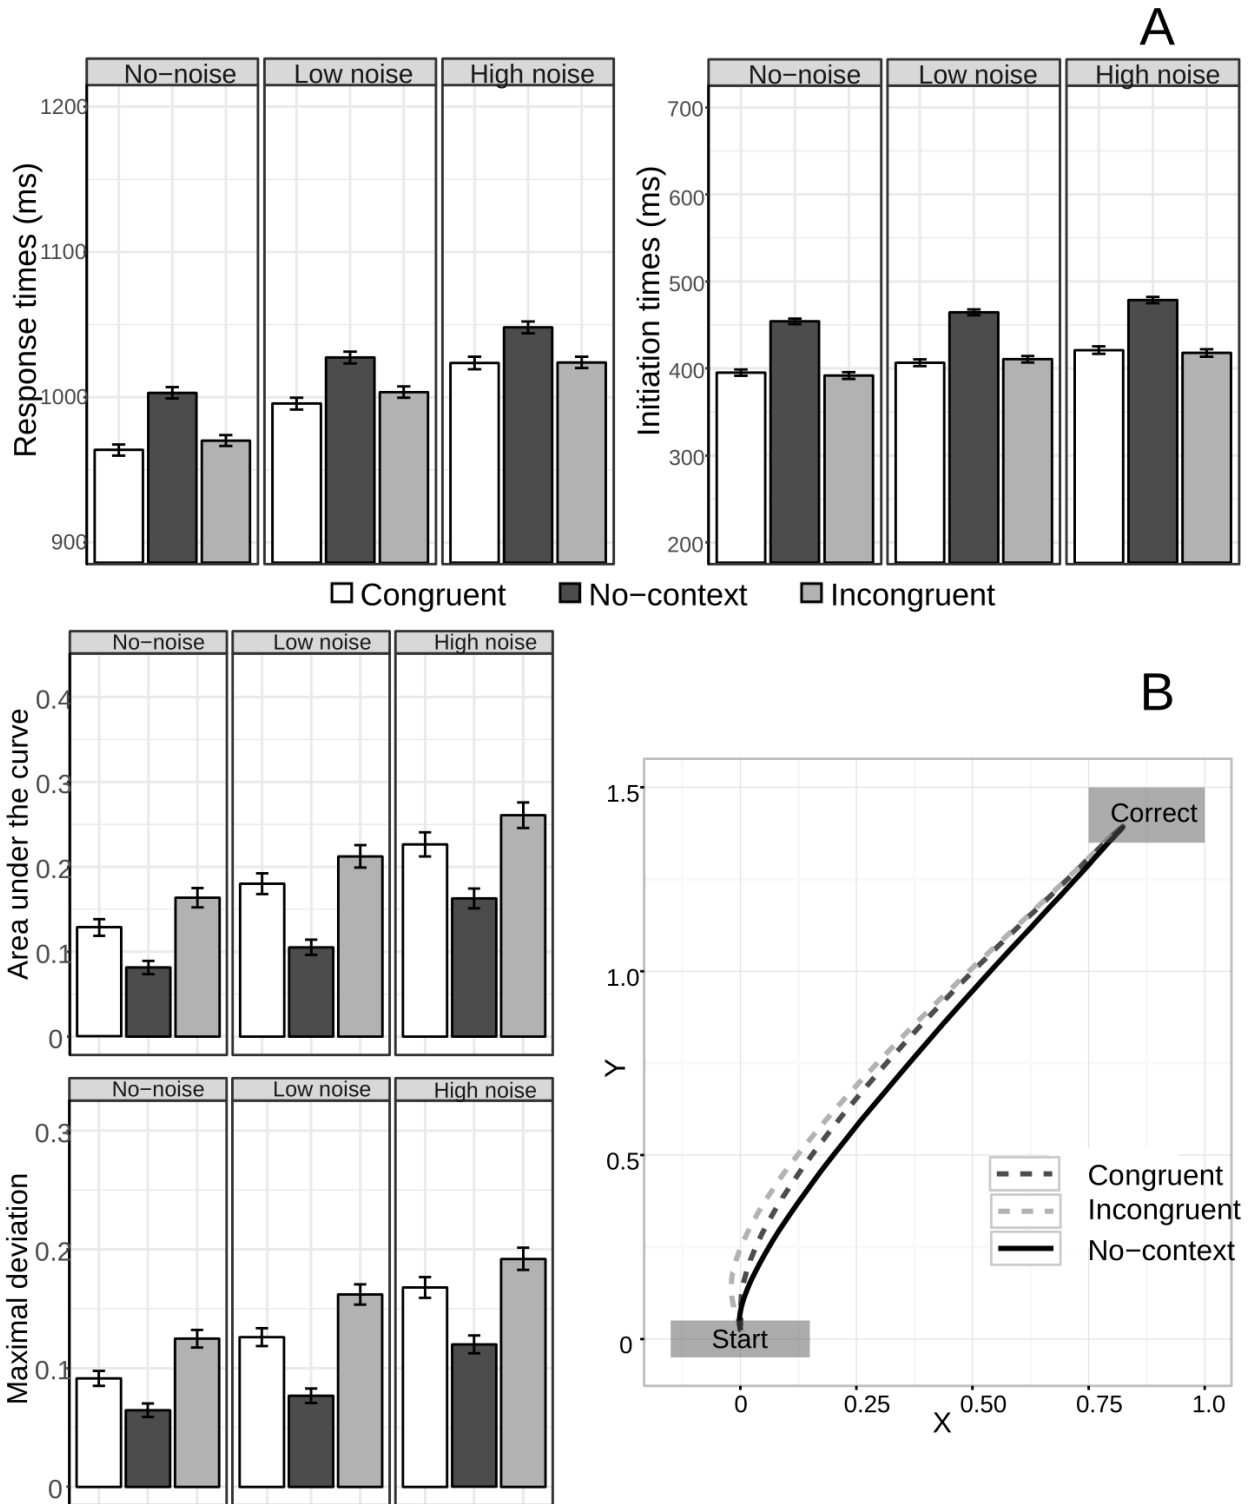 A
No−noise Low noise High noise
Response times (ms)
1200
1100
1000
900
No−noise Low noise High noise
Initiation times (ms)
700
600
500
400
300
200
Congruent No−context Incongruent
No−noise Low noise High noise
Area under the curve
0.4
0.3
0.2
0.1
0
No−noise Low noise High noise
Maximal deviation
0.3
0.2
0.1
0
B
Y
1.5
1.0
0.5
0
Correct
Start
Congruent
Incongruent
No−context
0 0.25 0.50 0.75 1.0
X